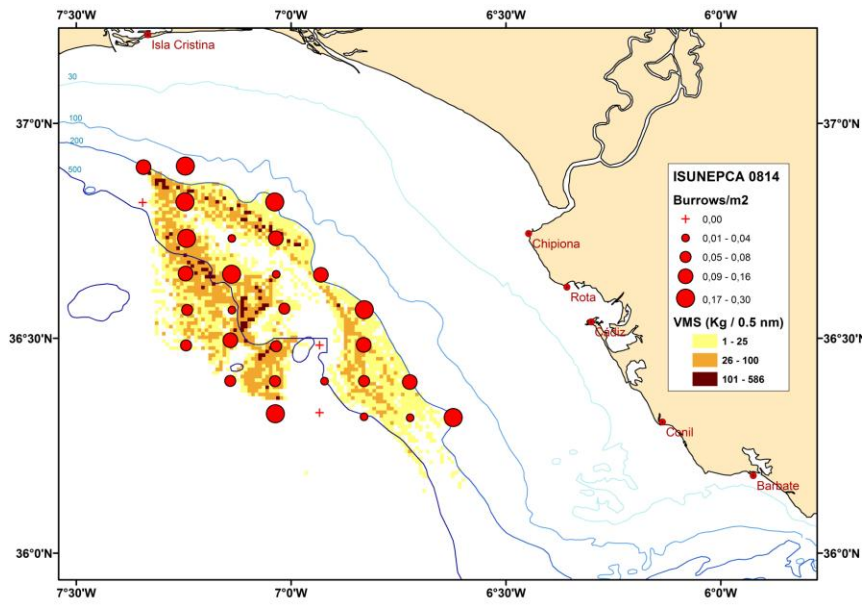 7°30'W 7°0'W 6°30'W 6°0'W
Isla Cristina
30
37°0'N 37°0'N
100
200
500
ISUNEPCA 0814
Burrows/m2
0,00
0,01 - 0,04
0,05 - 0,08
0,09 - 0,16
0,17 - 0,30
VMS (Kg / 0.5 nm)
1 - 25
26 - 100
101 - 586
Chipiona
Rota
Cádiz
36°30'N 36°30'N
Conil
Barbate
36°0'N 36°0'N
7°30'W 7°0'W 6°30'W 6°0'W